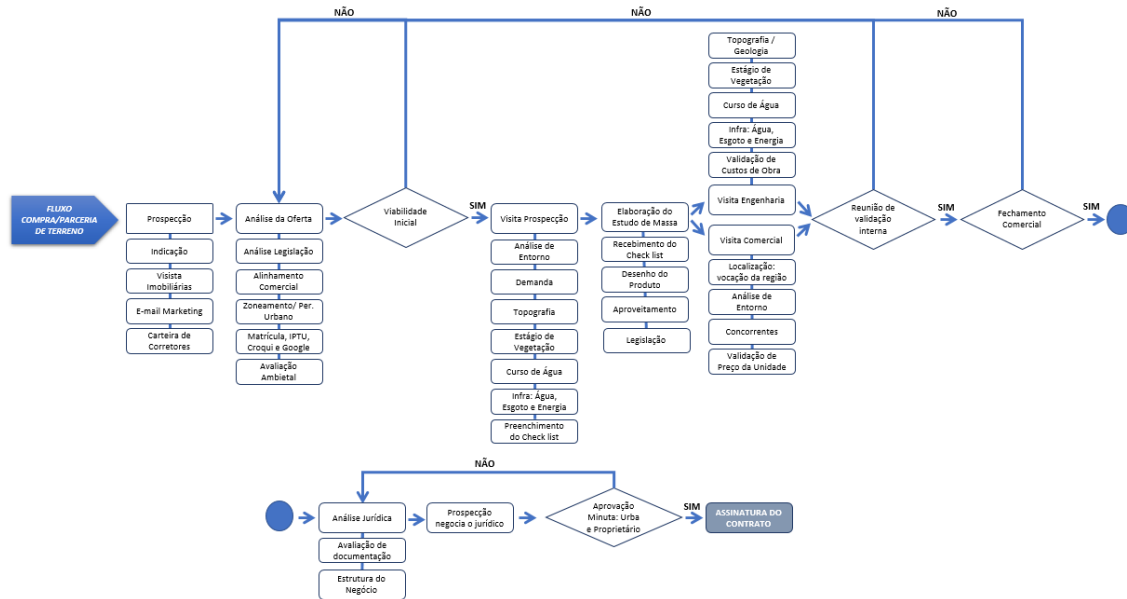 NÃO
NÃO
NÃO
FLUXO
COMPRA/PARCERIA
DE TERRENO
Prospecção
Indicação
Visista
Imobiliárias
E-mail Marketing
Carteira de
Corretores
Análise da Oferta
Análise Legislação
Alinhamento
Comercial
Zoneamento/ Per.
Urbano
Matrícula, IPTU,
Croqui e Google
Avaliação
Ambietal
Viabilidade
Inicial
SIM
Visita Prospecção
Análise de
Entorno
Demanda
Topografia
Estágio de
Vegetação
Curso de Água
Infra: Água,
Esgoto e Energia
Preenchimento
do Check list
Elaboração do
Estudo de Massa
Recebimento do
Check list
Desenho do
Produto
Aproveitamento
Legislação
Topografia /
Geologia
Estágio de
Vegetação
Curso de Água
Infra: Água,
Esgoto e Energia
Validação de
Custos de Obra
Visita Engenharia
Visita Comercial
Localização:
vocação da região
Análise de
Entorno
Concorrentes
Validação de
Preço da Unidade
Reunião de
validação
interna
SIM
Fechamento
Comercial
SIM
NÃO
Análise Jurídica
Avaliação de
documentação
Estrutura do
Negócio
Prospecção
negocia o jurídico
Aprovação
Minuta: Urba
e Proprietário
SIM
ASSINATURA DO
CONTRATO